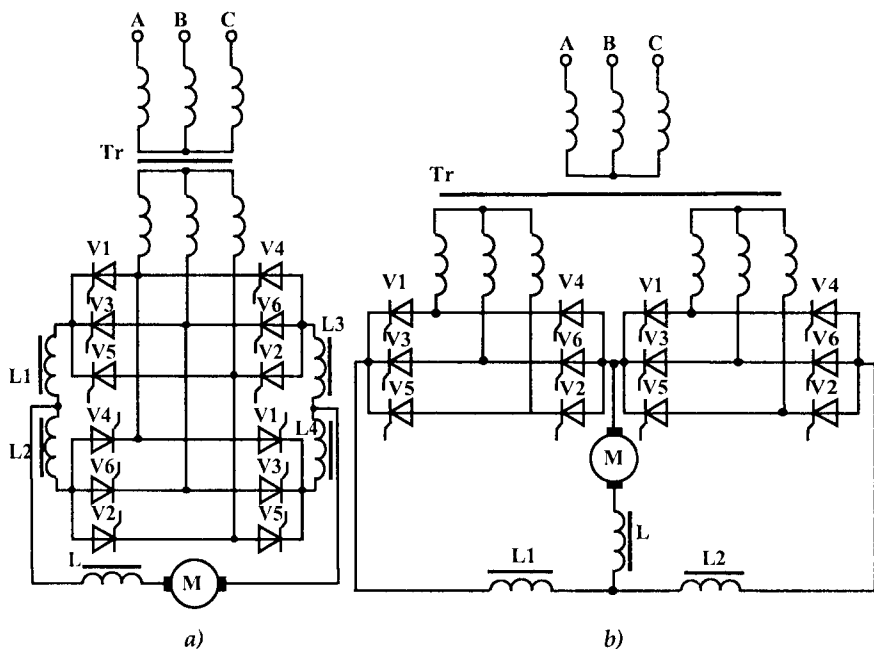 A B C
Tr
V1 V4
V3 V6
L3
L1
V5 V2
V4 V1
L2 L4
V6 V3
V2 V5
L
M
a)
A B C
Tr
V1 V4 V1 V4
V3 V6 V3 V6
V5 V2 V5 V2
M
L
L1 L2
b)